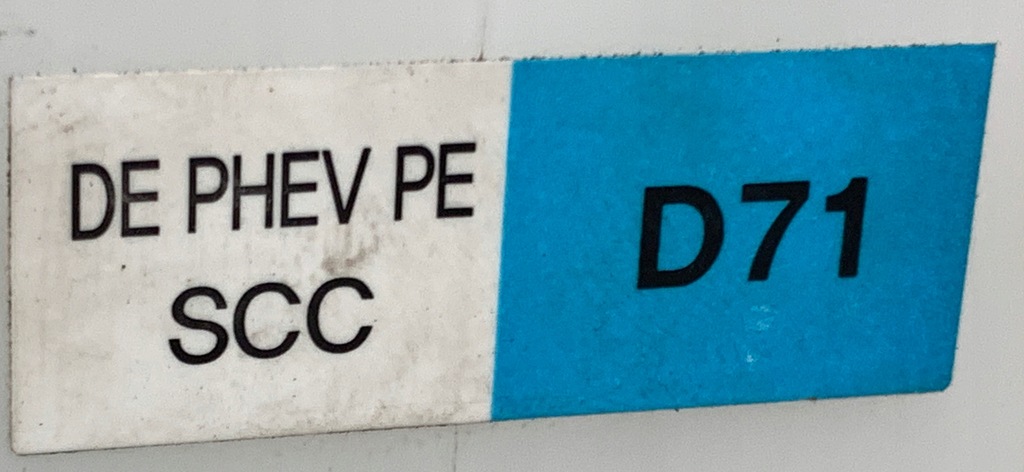 DE PHEV PE
SCC
D71